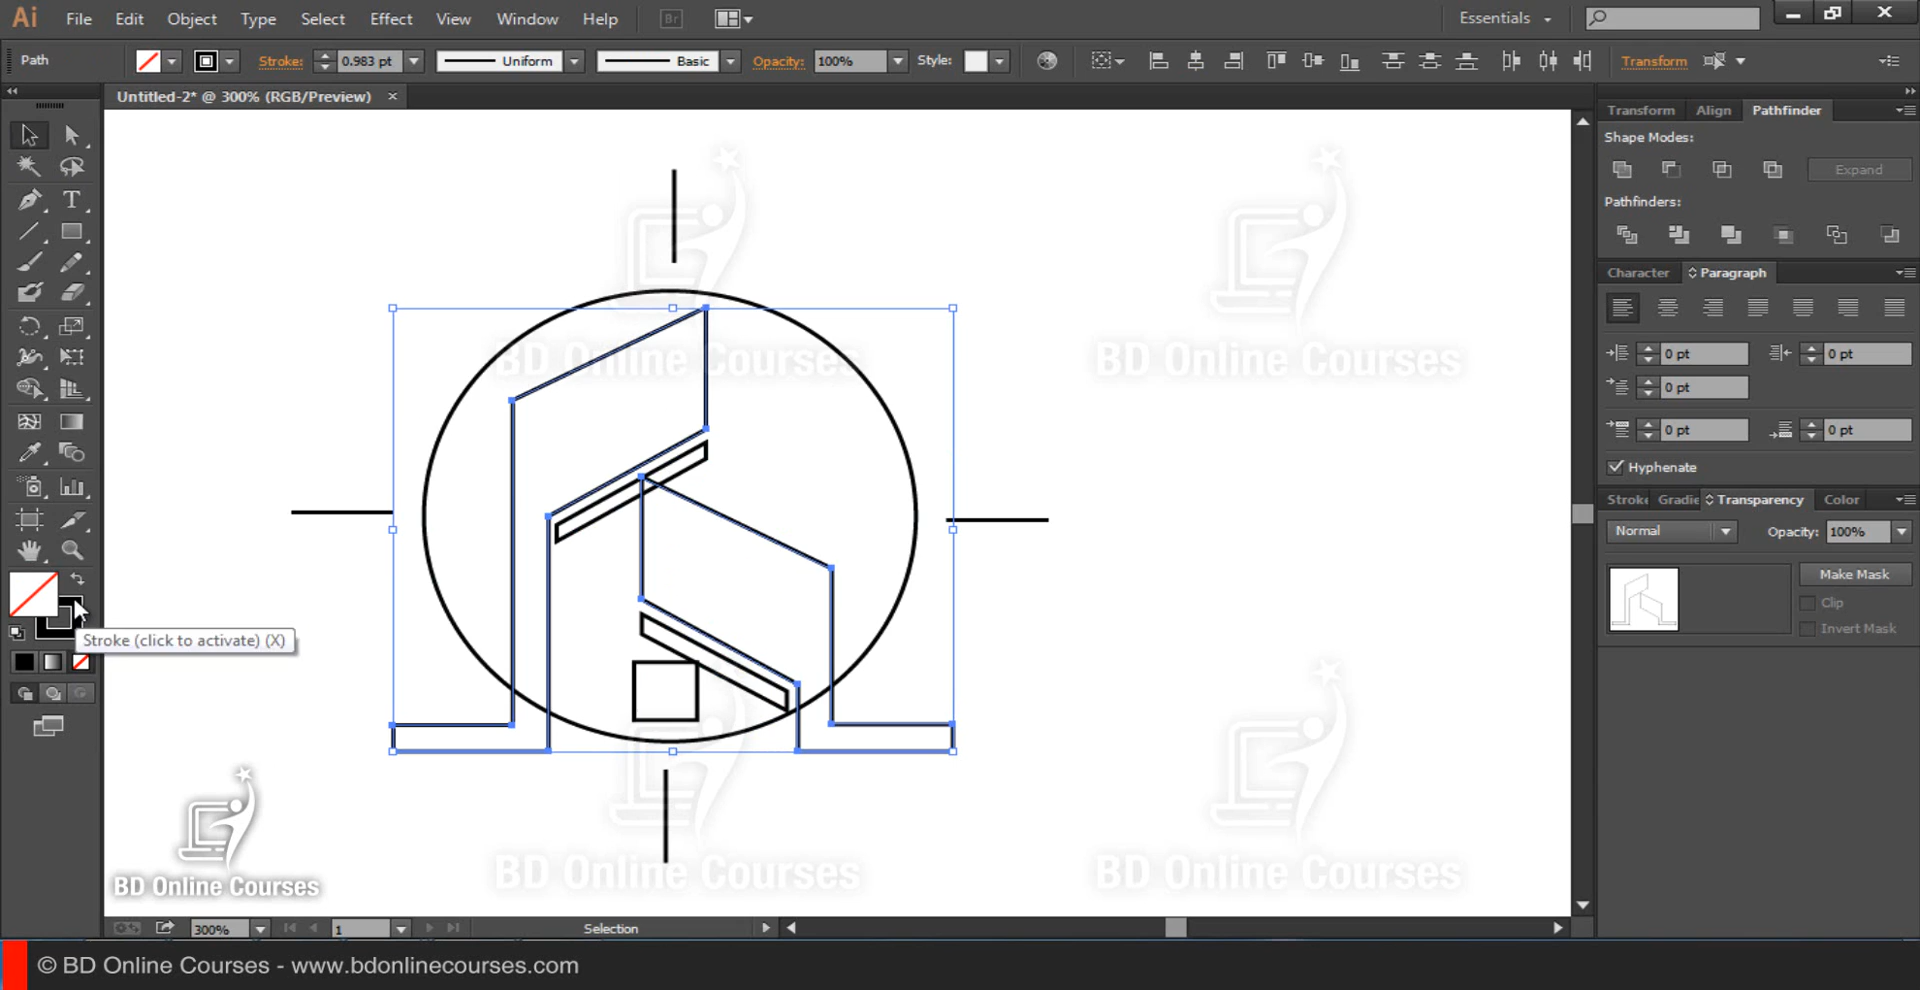 Ai File Edit Object Type Select Effect View Window Help Br Essentials
Path Stroke: 0.983 pt Uniform Basic Opacity: 100% Style: Transform
Untitled-2* @ 300% (RGB/Preview) ×
Transform Align Pathfinder
Shape Modes:
Expand
Pathfinders:
Character Paragraph
0 pt 0 pt
0 pt
0 pt 0 pt
Hyphenate
Stroke Gradie Transparency Color
Normal Opacity: 100%
Make Mask
Clip
Invert Mask
T
Stroke (click to activate) (X)
BD Online Courses BD Online Courses
BD Online Courses BD Online Courses
BD Online Courses
300% 1 Selection
© BD Online Courses - www.bdonlinecourses.com